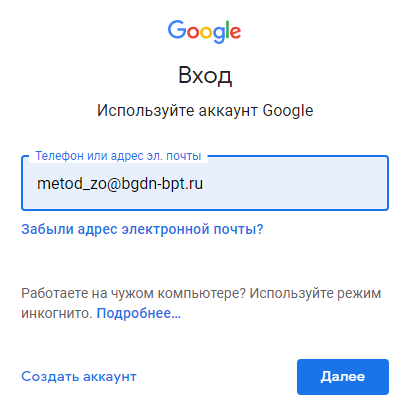 Google
Вход
Используйте аккаунт Google
Телефон или адрес эл. почты
metod_zo@bgdn-bpt.ru
Забыли адрес электронной почты?
Работаете на чужом компьютере? Используйте режим
инкогнито. Подробнее…
Создать аккаунт
Далее